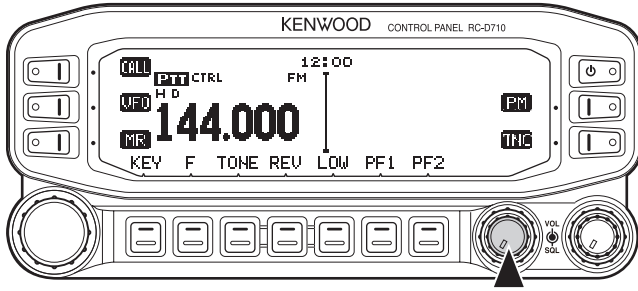 KENWOOD CONTROL PANEL RC-D710
12:00
CALL PTT CTRL FM
H D
VFO PM
144.000
MR TNC
KEY F TONE REV LOW PF1 PF2
VOL
SQL